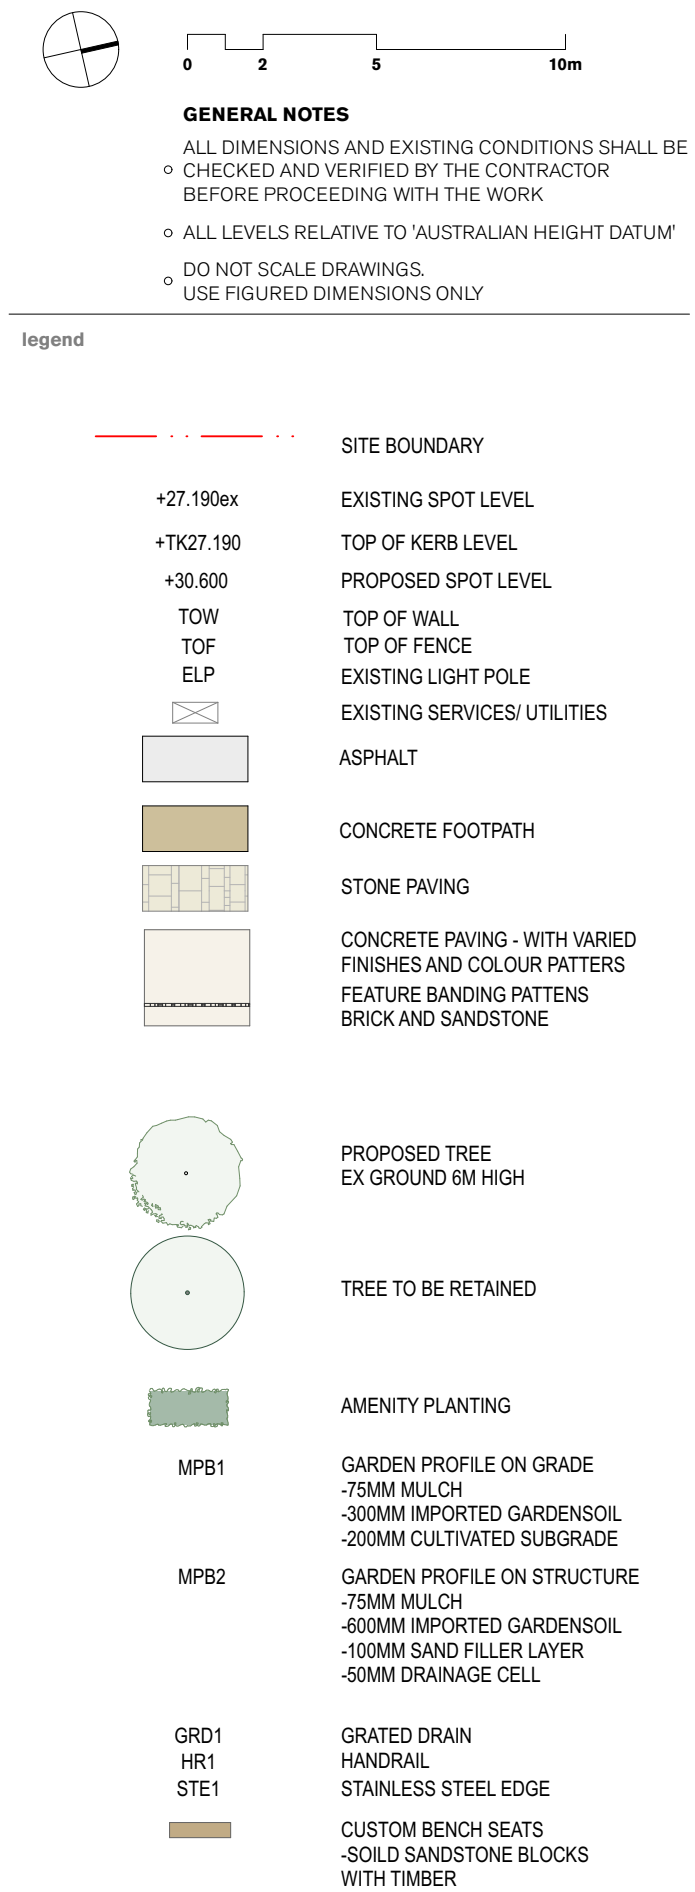 0 2 5 10m
GENERAL NOTES
ALL DIMENSIONS AND EXISTING CONDITIONS SHALL BE
CHECKED AND VERIFIED BY THE CONTRACTOR
BEFORE PROCEEDING WITH THE WORK
ALL LEVELS RELATIVE TO 'AUSTRALIAN HEIGHT DATUM'
DO NOT SCALE DRAWINGS.
USE FIGURED DIMENSIONS ONLY
legend
SITE BOUNDARY
+27.190ex EXISTING SPOT LEVEL
+TK27.190 TOP OF KERB LEVEL
+30.600 PROPOSED SPOT LEVEL
TOW TOP OF WALL
TOF TOP OF FENCE
ELP EXISTING LIGHT POLE
EXISTING SERVICES/ UTILITIES
ASPHALT
CONCRETE FOOTPATH
STONE PAVING
CONCRETE PAVING - WITH VARIED
FINISHES AND COLOUR PATTERS
FEATURE BANDING PATTENS
BRICK AND SANDSTONE
PROPOSED TREE
EX GROUND 6M HIGH
TREE TO BE RETAINED
AMENITY PLANTING
MPB1 GARDEN PROFILE ON GRADE
-75MM MULCH
-300MM IMPORTED GARDENSOIL
-200MM CULTIVATED SUBGRADE
MPB2 GARDEN PROFILE ON STRUCTURE
-75MM MULCH
-600MM IMPORTED GARDENSOIL
-100MM SAND FILLER LAYER
-50MM DRAINAGE CELL
GRD1 GRATED DRAIN
HR1 HANDRAIL
STE1 STAINLESS STEEL EDGE
CUSTOM BENCH SEATS
-SOILD SANDSTONE BLOCKS
WITH TIMBER